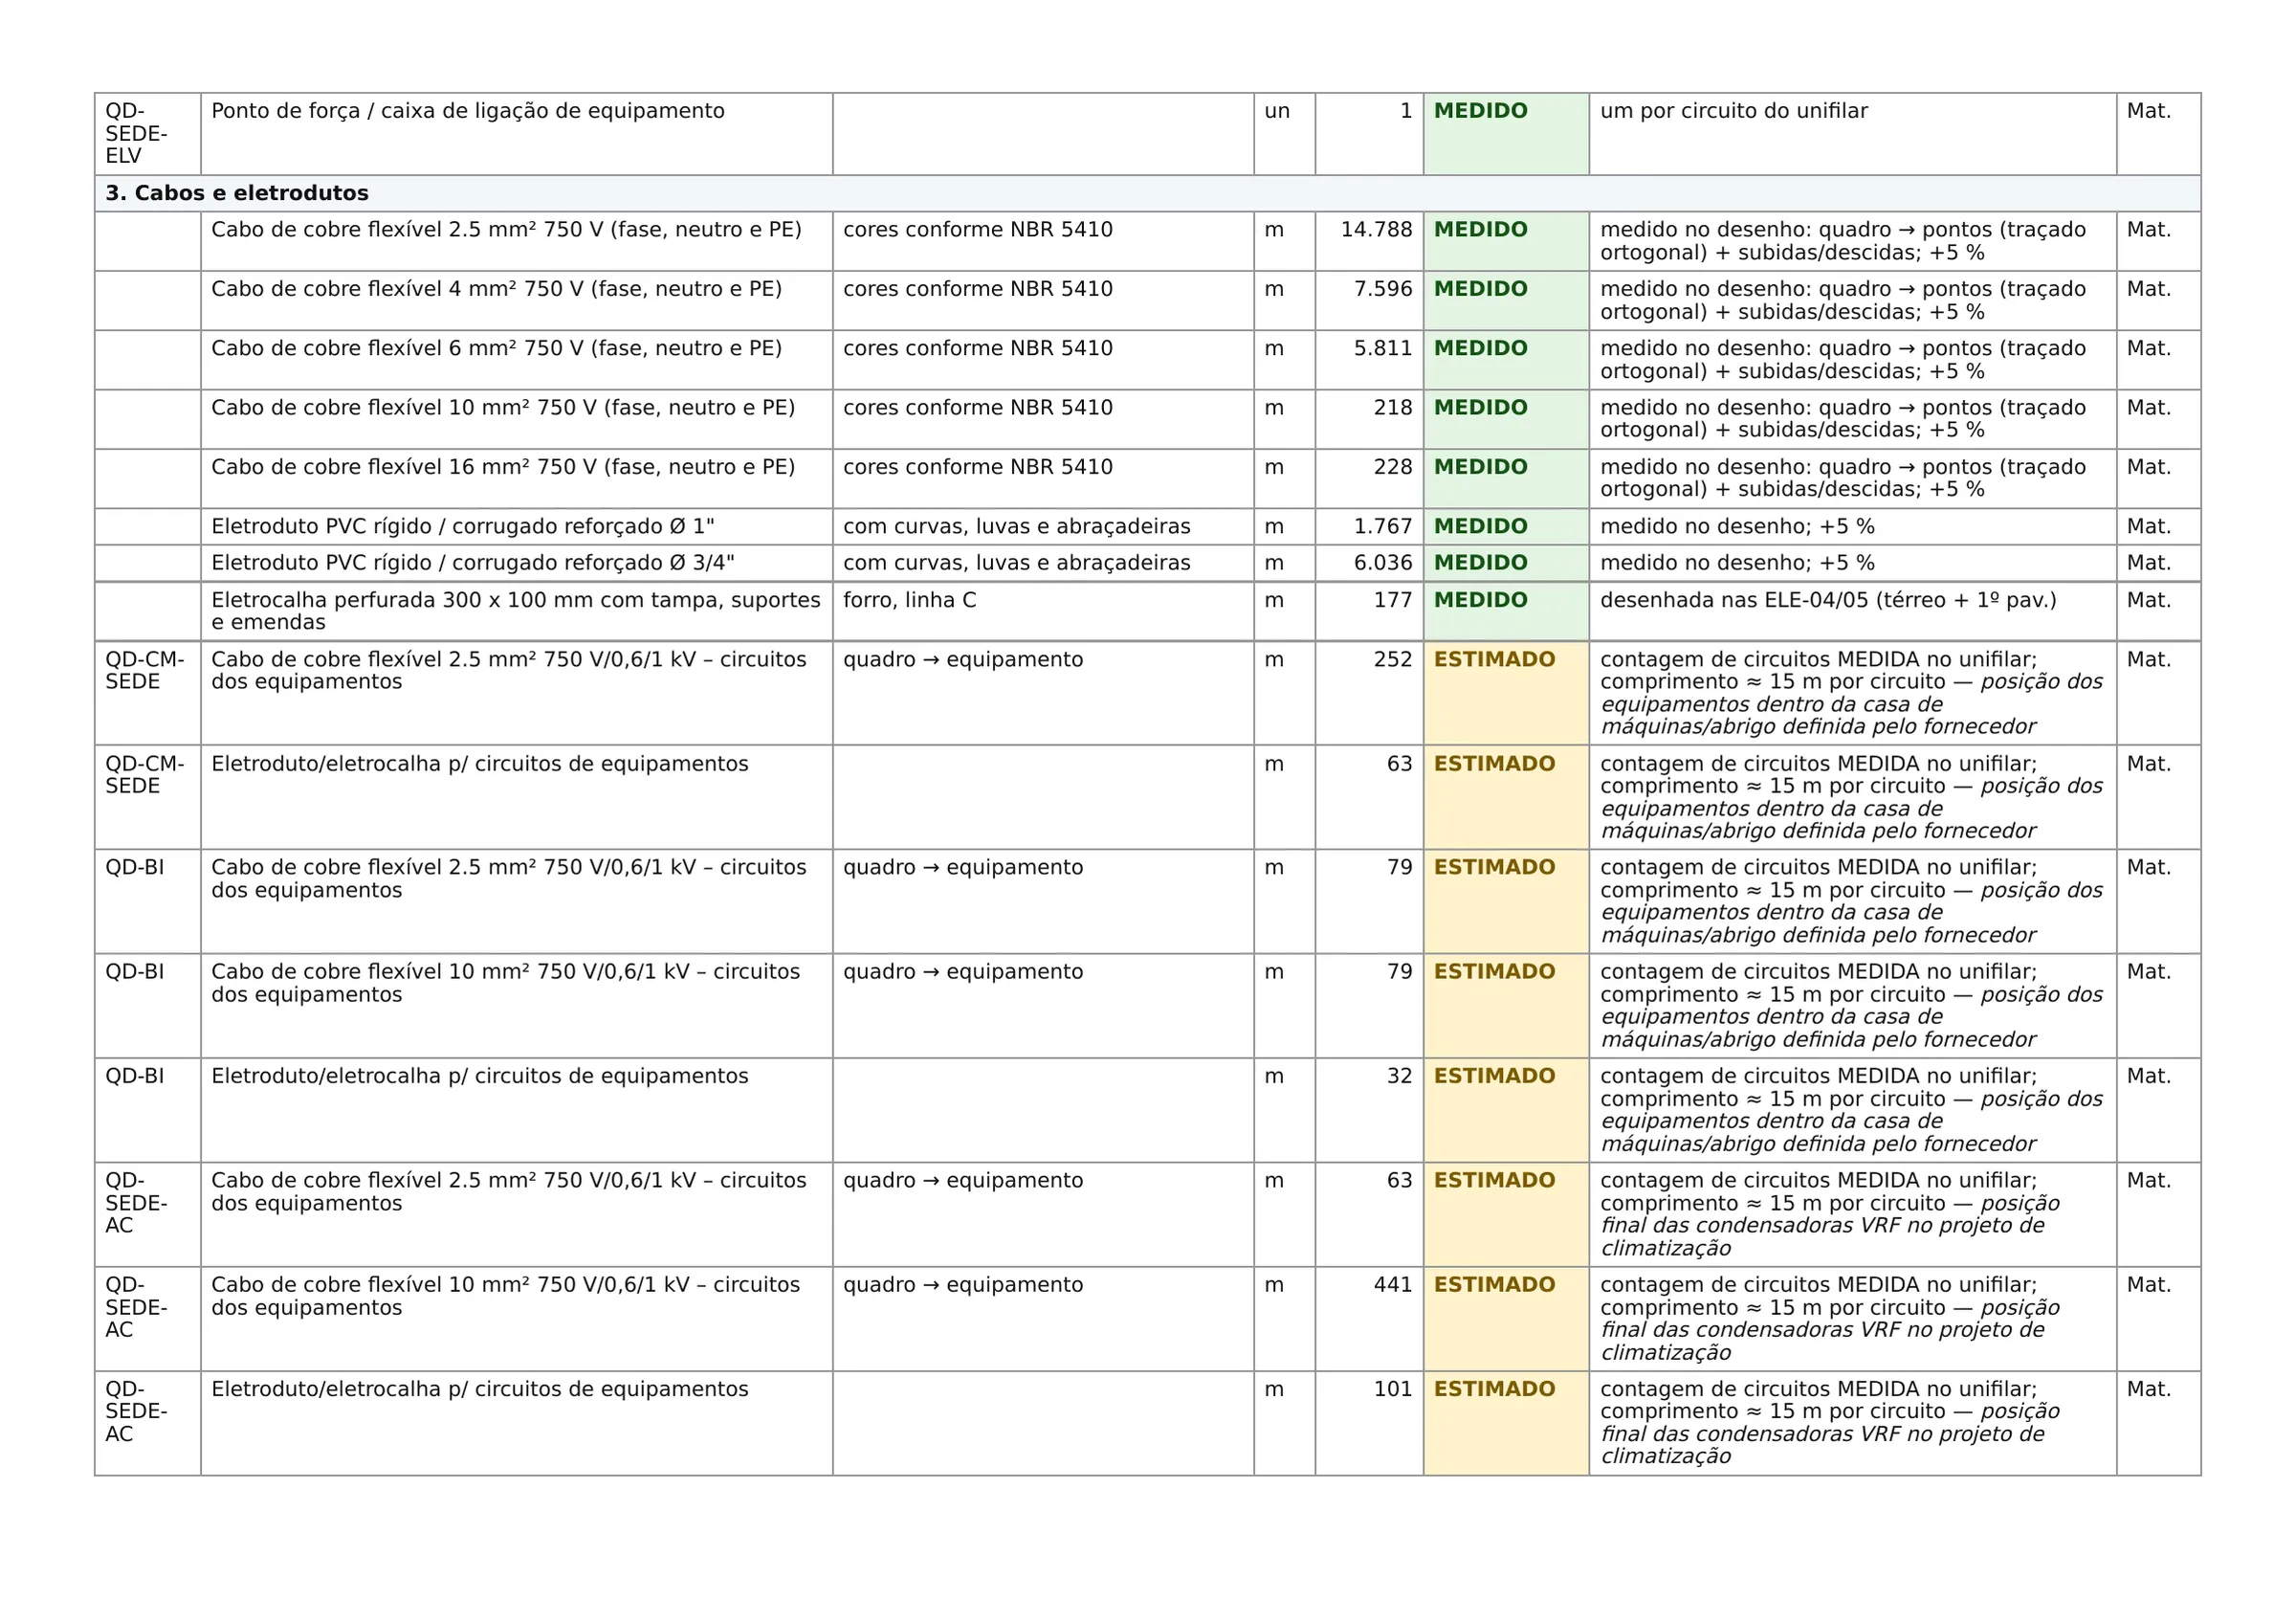 QD-
SEDE-
ELV
Ponto de força / caixa de ligação de equipamento
un
1
MEDIDO
um por circuito do unifilar
Mat.
3. Cabos e eletrodutos
Cabo de cobre flexível 2.5 mm² 750 V (fase, neutro e PE)
cores conforme NBR 5410
m
14.788
MEDIDO
medido no desenho: quadro → pontos (traçado
ortogonal) + subidas/descidas; +5 %
Mat.
Cabo de cobre flexível 4 mm² 750 V (fase, neutro e PE)
cores conforme NBR 5410
m
7.596
MEDIDO
medido no desenho: quadro → pontos (traçado
ortogonal) + subidas/descidas; +5 %
Mat.
Cabo de cobre flexível 6 mm² 750 V (fase, neutro e PE)
cores conforme NBR 5410
m
5.811
MEDIDO
medido no desenho: quadro → pontos (traçado
ortogonal) + subidas/descidas; +5 %
Mat.
Cabo de cobre flexível 10 mm² 750 V (fase, neutro e PE)
cores conforme NBR 5410
m
218
MEDIDO
medido no desenho: quadro → pontos (traçado
ortogonal) + subidas/descidas; +5 %
Mat.
Cabo de cobre flexível 16 mm² 750 V (fase, neutro e PE)
cores conforme NBR 5410
m
228
MEDIDO
medido no desenho: quadro → pontos (traçado
ortogonal) + subidas/descidas; +5 %
Mat.
Eletroduto PVC rígido / corrugado reforçado Ø 1"
com curvas, luvas e abraçadeiras
m
1.767
MEDIDO
medido no desenho; +5 %
Mat.
Eletroduto PVC rígido / corrugado reforçado Ø 3/4"
com curvas, luvas e abraçadeiras
m
6.036
MEDIDO
medido no desenho; +5 %
Mat.
Eletrocalha perfurada 300 x 100 mm com tampa, suportes
e emendas
forro, linha C
m
177
MEDIDO
desenhada nas ELE-04/05 (térreo + 1º pav.)
Mat.
QD-CM-
SEDE
Cabo de cobre flexível 2.5 mm² 750 V/0,6/1 kV – circuitos
dos equipamentos
quadro → equipamento
m
252
ESTIMADO
contagem de circuitos MEDIDA no unifilar;
comprimento ≈ 15 m por circuito — posição dos
equipamentos dentro da casa de
máquinas/abrigo definida pelo fornecedor
Mat.
QD-CM-
SEDE
Eletroduto/eletrocalha p/ circuitos de equipamentos
m
63
ESTIMADO
contagem de circuitos MEDIDA no unifilar;
comprimento ≈ 15 m por circuito — posição dos
equipamentos dentro da casa de
máquinas/abrigo definida pelo fornecedor
Mat.
QD-BI
Cabo de cobre flexível 2.5 mm² 750 V/0,6/1 kV – circuitos
dos equipamentos
quadro → equipamento
m
79
ESTIMADO
contagem de circuitos MEDIDA no unifilar;
comprimento ≈ 15 m por circuito — posição dos
equipamentos dentro da casa de
máquinas/abrigo definida pelo fornecedor
Mat.
QD-BI
Cabo de cobre flexível 10 mm² 750 V/0,6/1 kV – circuitos
dos equipamentos
quadro → equipamento
m
79
ESTIMADO
contagem de circuitos MEDIDA no unifilar;
comprimento ≈ 15 m por circuito — posição dos
equipamentos dentro da casa de
máquinas/abrigo definida pelo fornecedor
Mat.
QD-BI
Eletroduto/eletrocalha p/ circuitos de equipamentos
m
32
ESTIMADO
contagem de circuitos MEDIDA no unifilar;
comprimento ≈ 15 m por circuito — posição dos
equipamentos dentro da casa de
máquinas/abrigo definida pelo fornecedor
Mat.
QD-
SEDE-
AC
Cabo de cobre flexível 2.5 mm² 750 V/0,6/1 kV – circuitos
dos equipamentos
quadro → equipamento
m
63
ESTIMADO
contagem de circuitos MEDIDA no unifilar;
comprimento ≈ 15 m por circuito — posição
final das condensadoras VRF no projeto de
climatização
Mat.
QD-
SEDE-
AC
Cabo de cobre flexível 10 mm² 750 V/0,6/1 kV – circuitos
dos equipamentos
quadro → equipamento
m
441
ESTIMADO
contagem de circuitos MEDIDA no unifilar;
comprimento ≈ 15 m por circuito — posição
final das condensadoras VRF no projeto de
climatização
Mat.
QD-
SEDE-
AC
Eletroduto/eletrocalha p/ circuitos de equipamentos
m
101
ESTIMADO
contagem de circuitos MEDIDA no unifilar;
comprimento ≈ 15 m por circuito — posição
final das condensadoras VRF no projeto de
climatização
Mat.